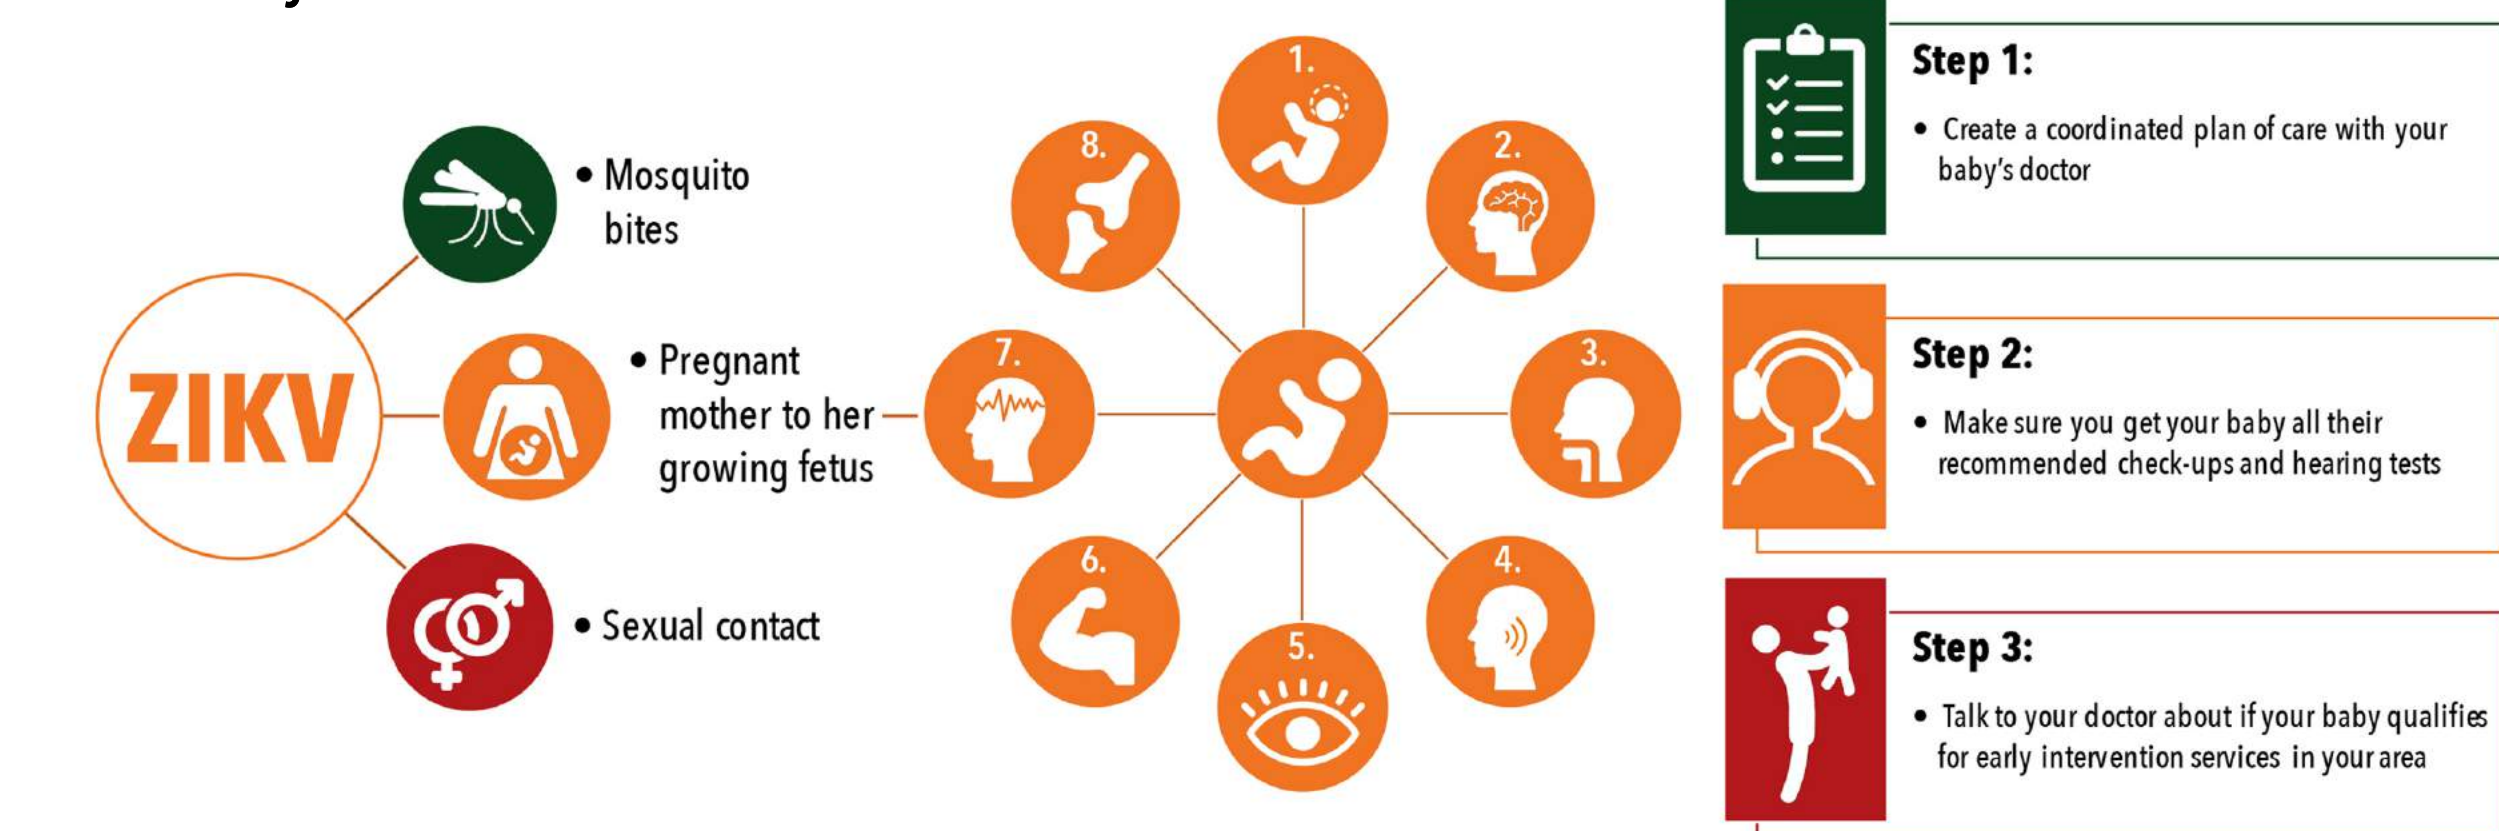 ZIKV
• Mosquito
bites
• Pregnant
mother to her
growing fetus
• Sexual contact
1.
2.
3.
4.
5.
6.
7.
8.
Step 1:
• Create a coordinated plan of care with your
baby's doctor
Step 2:
• Make sure you get your baby all their
recommended check-ups and hearing tests
Step 3:
• Talk to your doctor about if your baby qualifies
for early intervention services in your area